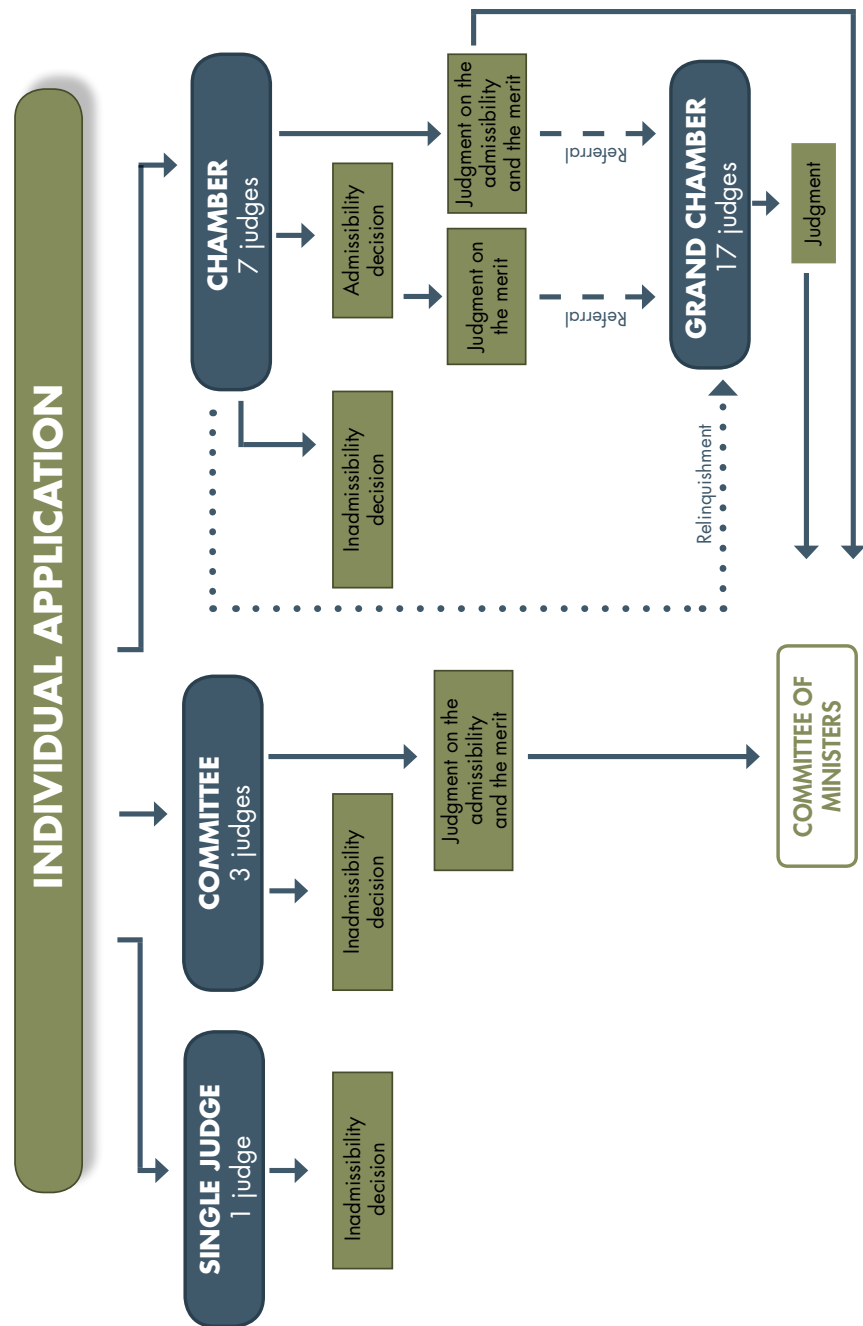 INDIVIDUAL APPLICATION
SINGLE JUDGE
1 judge
Inadmissibility
decision
COMMITTEE
3 judges
Inadmissibility
decision
Judgment on the
admissibility
and the merit
CHAMBER
7 judges
Inadmissibility
decision
Admissibility
decision
Judgment on
the merit
Judgment on the
admissibility
and the merit
Referral
Referral
Relinquishment
GRAND CHAMBER
17 judges
Judgment
COMMITTEE OF
MINISTERS